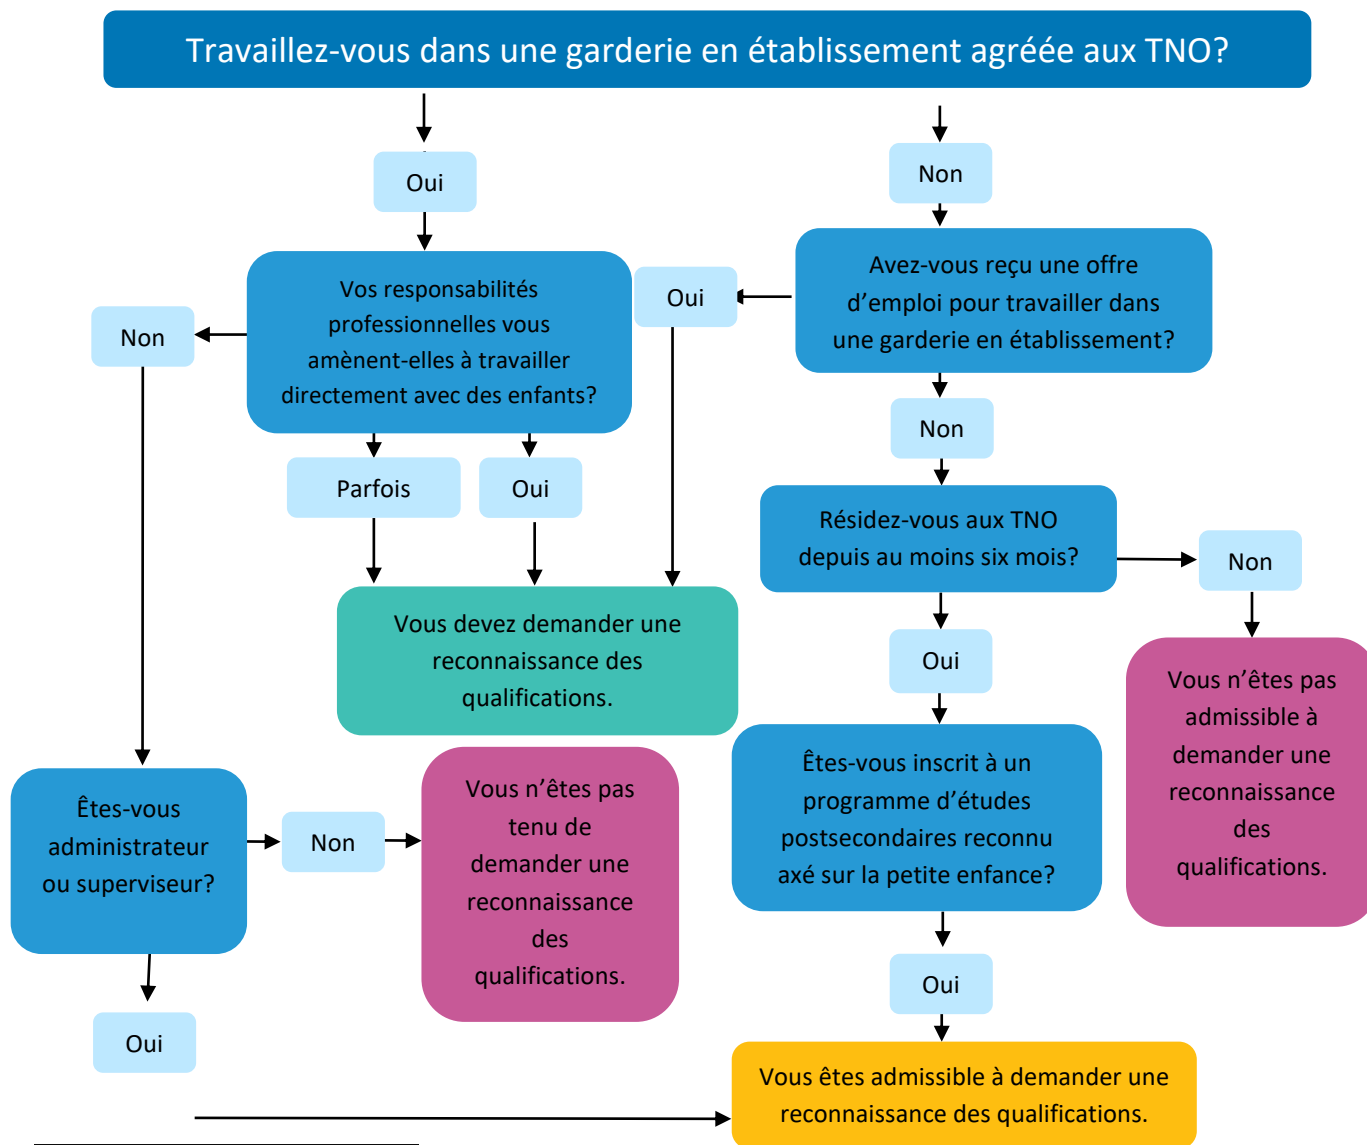 Travaillez-vous dans une garderie en établissement agréée aux TNO?
Oui
Non
Vos responsabilités
professionnelles vous
amènent-elles à travailler
directement avec des enfants?
Non
Oui
Avez-vous reçu une offre
d’emploi pour travailler dans
une garderie en établissement?
Parfois
Oui
Non
Résidez-vous aux TNO
depuis au moins six mois?
Non
Vous devez demander une
reconnaissance des
qualifications.
Oui
Vous n'êtes pas
admissible à
demander une
reconnaissance
des
qualifications.
Êtes-vous
administrateur
ou superviseur?
Non
Vous n’êtes pas
tenu de
demander une
reconnaissance
des
qualifications.
Êtes-vous inscrit à un
programme d’études
postsecondaires reconnu
axé sur la petite enfance?
Oui
Oui
Vous êtes admissible à demander une
reconnaissance des qualifications.